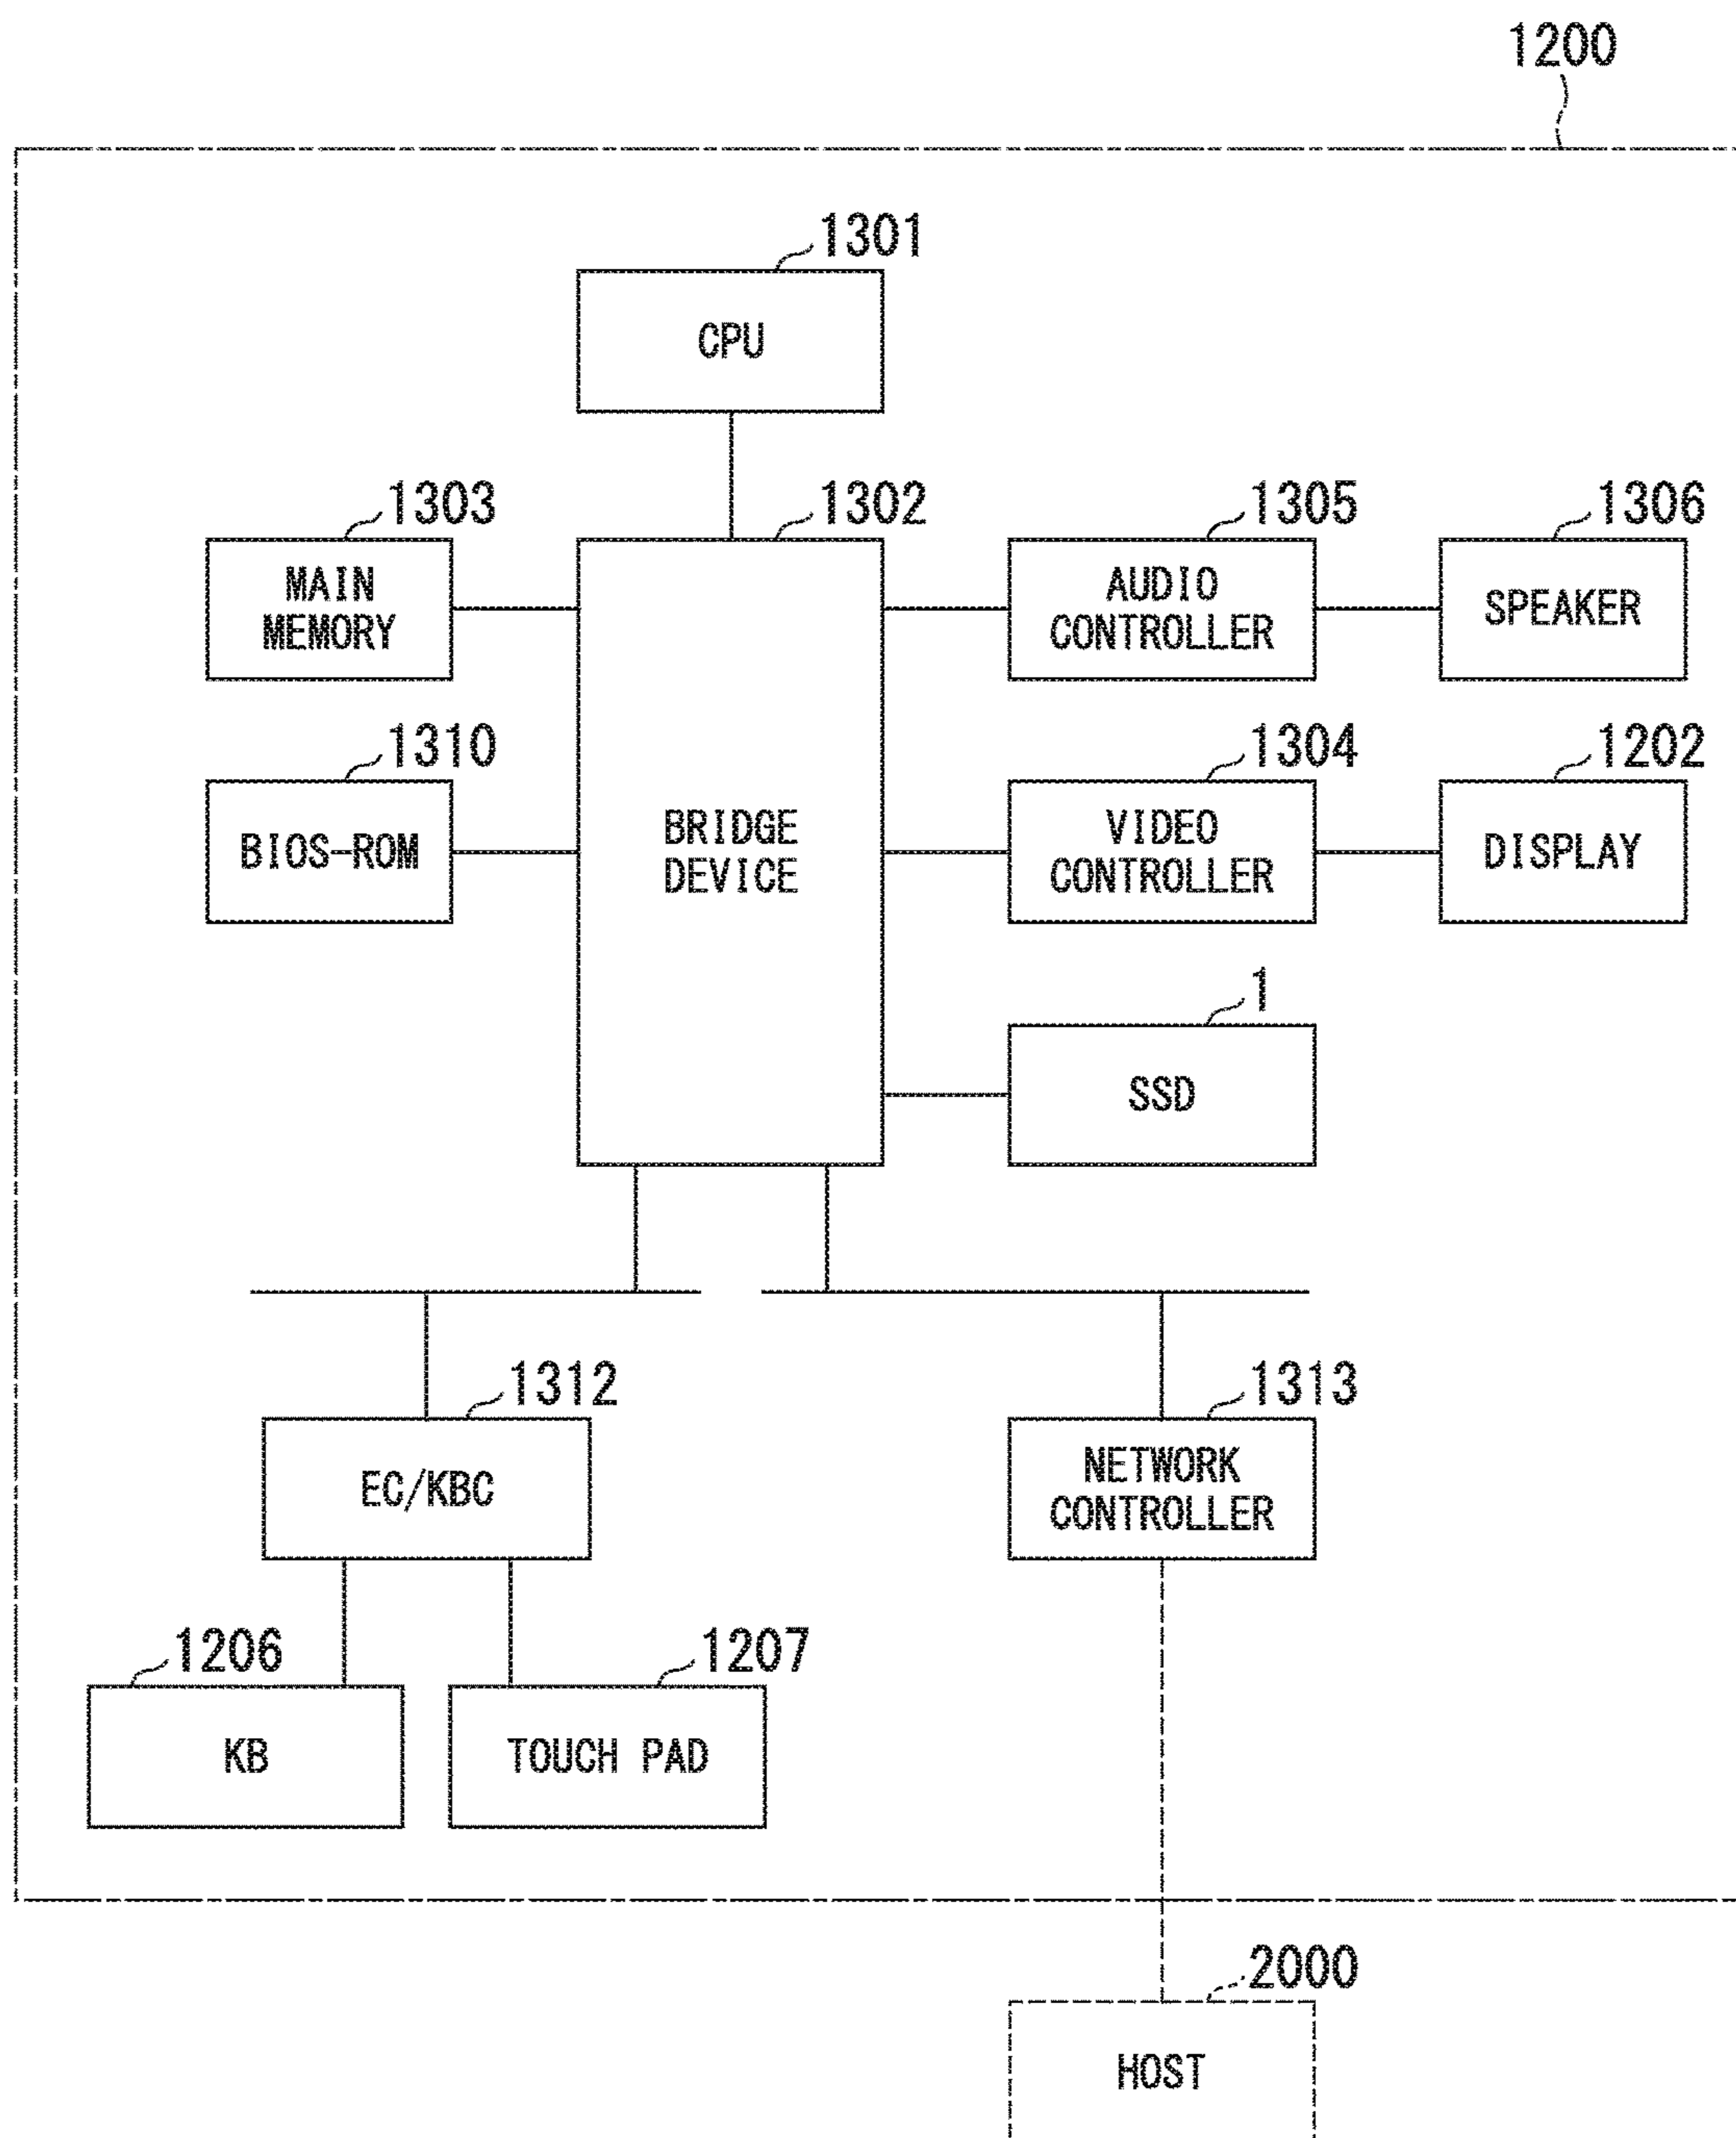 1200
1301
CPU
1303
1302
1305
1306
MAIN
MEMORY
AUDIO
CONTROLLER
SPEAKER
1310
1304
1202
BIOS-ROM
BRIDGE
DEVICE
VIDEO
CONTROLLER
DISPLAY
1
SSD
1312
1313
EC/KBC
NETWORK
CONTROLLER
1206
1207
KB
TOUCH PAD
2000
HOST